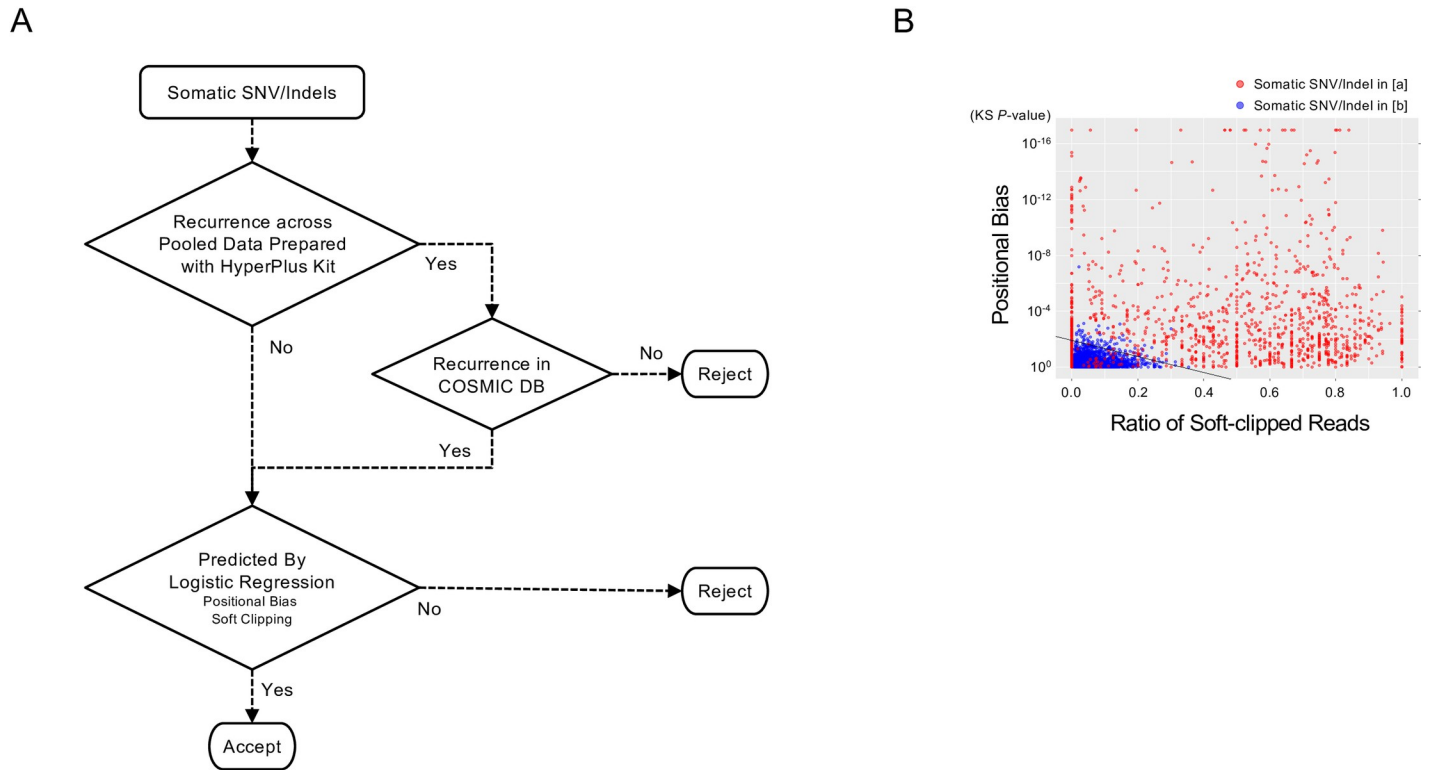 A
Somatic SNV/Indels
Recurrence across
Pooled Data Prepared
with HyperPlus Kit
Yes
No
Recurrence in
COSMIC DB
No
Reject
Yes
Predicted By
Logistic Regression
Positional Bias
Soft Clipping
No
Reject
Yes
Accept
B
Somatic SNV/Indel in [a]
Somatic SNV/Indel in [b]
(KS P-value)
Positional Bias
10⁻¹⁶
10⁻¹²
10⁻⁸
10⁻⁴
10⁰
0.0 0.2 0.4 0.6 0.8 1.0
Ratio of Soft-clipped Reads